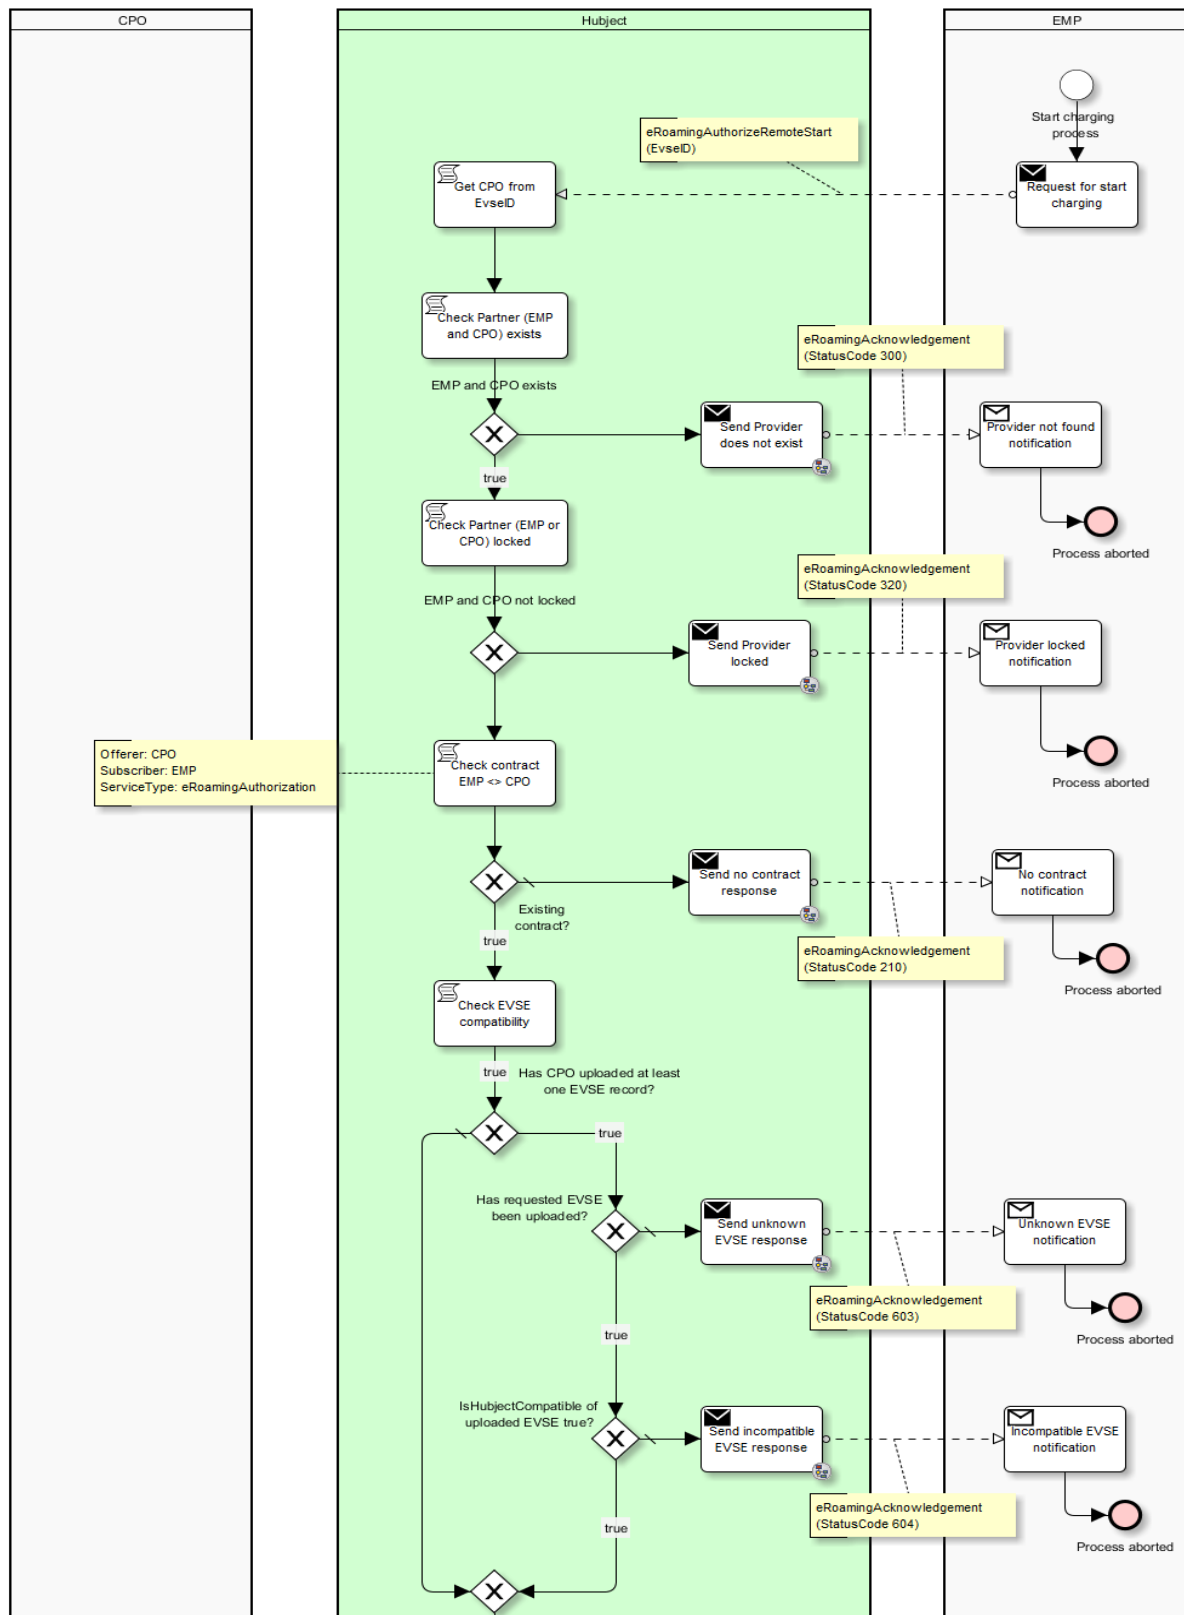 CPO
Hubject
EMP
Start charging
process
eRoamingAuthorizeRemoteStart
(EvseID)
Get CPO from
EvseID
Request for start
charging
Check Partner (EMP
and CPO) exists
eRoamingAcknowledgement
(StatusCode 300)
EMP and CPO exists
Send Provider
does not exist
Provider not found
notification
true
Check Partner (EMP or
CPO) locked
Process aborted
eRoamingAcknowledgement
(StatusCode 320)
EMP and CPO not locked
Send Provider
locked
Provider locked
notification
Offerer: CPO
Subscriber: EMP
ServiceType: eRoamingAuthorization
Check contract
EMP <> CPO
Process aborted
Send no contract
response
No contract
notification
Existing
contract?
true
eRoamingAcknowledgement
(StatusCode 210)
Process aborted
Check EVSE
compatibility
true
Has CPO uploaded at least
one EVSE record?
true
Has requested EVSE
been uploaded?
Send unknown
EVSE response
Unknown EVSE
notification
eRoamingAcknowledgement
(StatusCode 603)
true
Process aborted
IsHubjectCompatible of
uploaded EVSE true?
Send incompatible
EVSE response
Incompatible EVSE
notification
eRoamingAcknowledgement
(StatusCode 604)
true
Process aborted